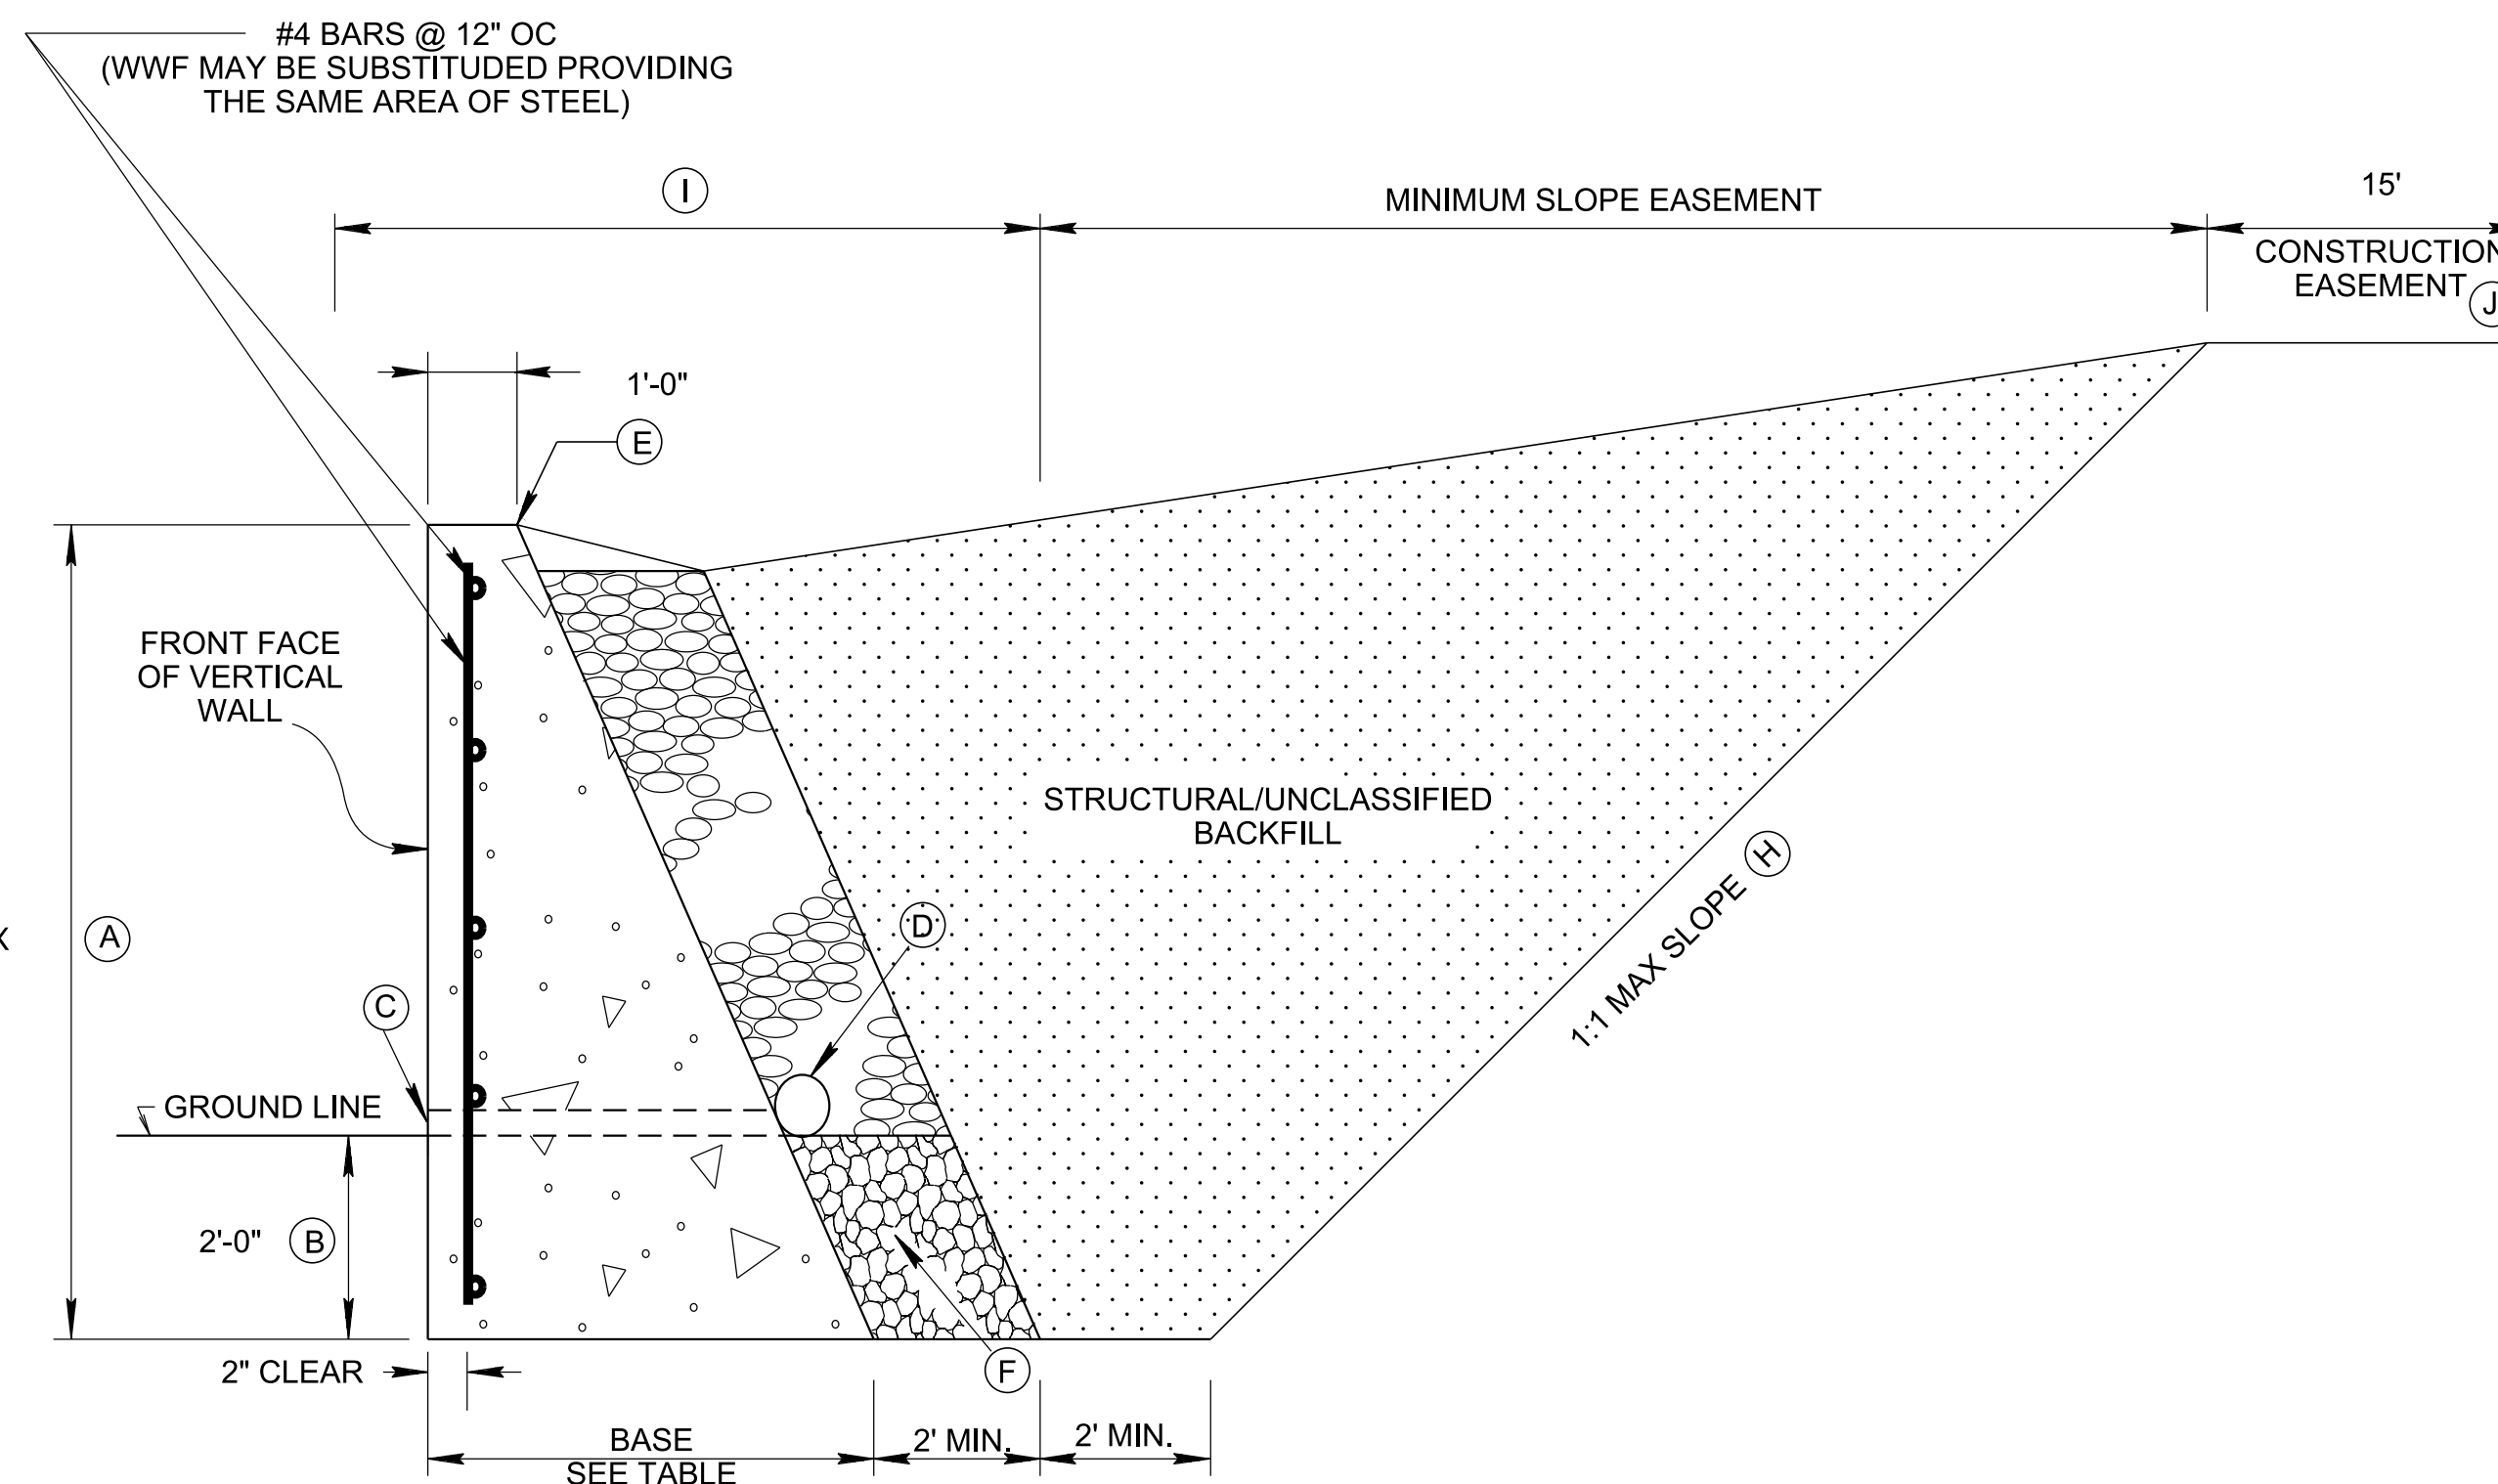 #4 BARS @ 12" OC
(WWF MAY BE SUBSTITUDED PROVIDING
THE SAME AREA OF STEEL)
I
MINIMUM SLOPE EASEMENT
15'
CONSTRUCTION
EASEMENT
J
1'-0"
E
FRONT FACE
OF VERTICAL
WALL
STRUCTURAL/UNCLASSIFIED
BACKFILL
1:1 MAX SLOPE H
D
X
A
C
GROUND LINE
2'-0" B
2" CLEAR
F
BASE
SEE TABLE
2' MIN.
2' MIN.